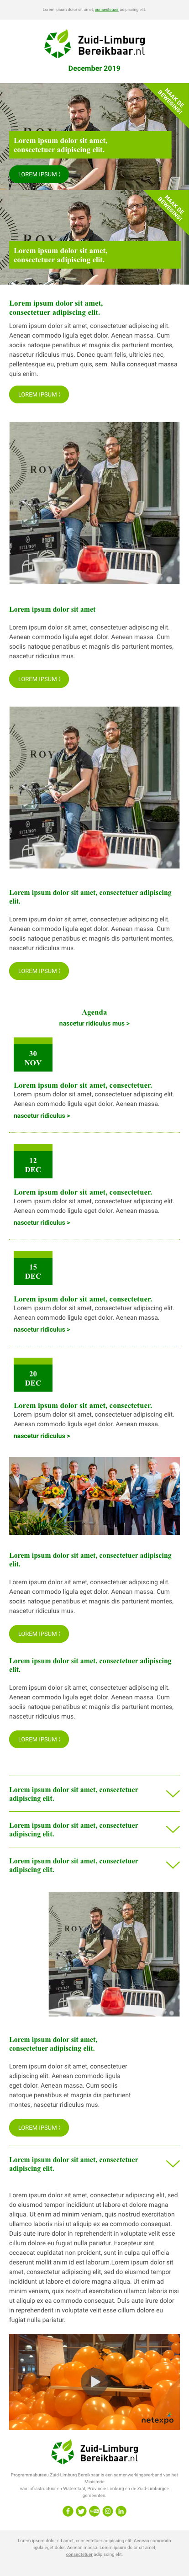 Lorem ipsum dolor sit amet, consectetuer adipiscing elit.
Zuid-Limburg
Bereikbaar.nl
December 2019
MAAK DE
BEWEGING!
Lorem ipsum dolor sit amet,
consectetuer adipiscing elit.
LOREM IPSUM 〉
MAAK DE
BEWEGING!
Lorem ipsum dolor sit amet,
consectetuer adipiscing elit.
Lorem ipsum dolor sit amet,
consectetuer adipiscing elit.
Lorem ipsum dolor sit amet, consectetuer adipiscing elit.
Aenean commodo ligula eget dolor. Aenean massa. Cum
sociis natoque penatibus et magnis dis parturient montes,
nascetur ridiculus mus. Donec quam felis, ultricies nec,
pellentesque eu, pretium quis, sem. Nulla consequat massa
quis enim.
LOREM IPSUM 〉
ROY
Lorem ipsum dolor sit amet
Lorem ipsum dolor sit amet, consectetuer adipiscing elit.
Aenean commodo ligula eget dolor. Aenean massa. Cum
sociis natoque penatibus et magnis dis parturient montes,
nascetur ridiculus mus.
LOREM IPSUM 〉
ROY
Lorem ipsum dolor sit amet, consectetuer adipiscing
elit.
Lorem ipsum dolor sit amet, consectetuer adipiscing elit.
Aenean commodo ligula eget dolor. Aenean massa. Cum
sociis natoque penatibus et magnis dis parturient montes,
nascetur ridiculus mus.
LOREM IPSUM 〉
Agenda
nascetur ridiculus mus >
30
NOV
Lorem ipsum dolor sit amet, consectetuer.
Lorem ipsum dolor sit amet, consectetuer adipiscing elit.
Aenean commodo ligula eget dolor. Aenean massa.
nascetur ridiculus >
12
DEC
Lorem ipsum dolor sit amet, consectetuer.
Lorem ipsum dolor sit amet, consectetuer adipiscing elit.
Aenean commodo ligula eget dolor. Aenean massa.
nascetur ridiculus >
15
DEC
Lorem ipsum dolor sit amet, consectetuer.
Lorem ipsum dolor sit amet, consectetuer adipiscing elit.
Aenean commodo ligula eget dolor. Aenean massa.
nascetur ridiculus >
20
DEC
Lorem ipsum dolor sit amet, consectetuer.
Lorem ipsum dolor sit amet, consectetuer adipiscing elit.
Aenean commodo ligula eget dolor. Aenean massa.
nascetur ridiculus >
Lorem ipsum dolor sit amet, consectetuer adipiscing
elit.
Lorem ipsum dolor sit amet, consectetuer adipiscing elit.
Aenean commodo ligula eget dolor. Aenean massa. Cum
sociis natoque penatibus et magnis dis parturient montes,
nascetur ridiculus mus.
LOREM IPSUM 〉
Lorem ipsum dolor sit amet, consectetuer adipiscing
elit.
Lorem ipsum dolor sit amet, consectetuer adipiscing elit.
Aenean commodo ligula eget dolor. Aenean massa. Cum
sociis natoque penatibus et magnis dis parturient montes,
nascetur ridiculus mus.
LOREM IPSUM 〉
Lorem ipsum dolor sit amet, consectetuer
adipiscing elit.
Lorem ipsum dolor sit amet, consectetuer
adipiscing elit.
Lorem ipsum dolor sit amet, consectetuer
adipiscing elit.
ROY
Lorem ipsum dolor sit amet,
consectetuer adipiscing elit.
Lorem ipsum dolor sit amet, consectetuer
adipiscing elit. Aenean commodo ligula
eget dolor. Aenean massa. Cum sociis
natoque penatibus et magnis dis parturient
montes, nascetur ridiculus mus.
LOREM IPSUM 〉
Lorem ipsum dolor sit amet, consectetuer
adipiscing elit.
Lorem ipsum dolor sit amet, consectetur adipiscing elit, sed
do eiusmod tempor incididunt ut labore et dolore magna
aliqua. Ut enim ad minim veniam, quis nostrud exercitation
ullamco laboris nisi ut aliquip ex ea commodo consequat.
Duis aute irure dolor in reprehenderit in voluptate velit esse
cillum dolore eu fugiat nulla pariatur. Excepteur sint
occaecat cupidatat non proident, sunt in culpa qui officia
deserunt mollit anim id est laborum.Lorem ipsum dolor sit
amet, consectetur adipiscing elit, sed do eiusmod tempor
incididunt ut labore et dolore magna aliqua. Ut enim ad
minim veniam, quis nostrud exercitation ullamco laboris nisi
ut aliquip ex ea commodo consequat. Duis aute irure dolor
in reprehenderit in voluptate velit esse cillum dolore eu
fugiat nulla pariatur.
netexpo
Zuid-Limburg
Bereikbaar.nl
Programmabureau Zuid-Limburg Bereikbaar is een samenwerkingsverband van het
Ministerie
van Infrastructuur en Waterstaat, Provincie Limburg en de Zuid-Limburgse
gemeenten.
Lorem ipsum dolor sit amet, consectetuer adipiscing elit. Aenean commodo
ligula eget dolor. Aenean massa. Lorem ipsum dolor sit amet,
consectetuer adipiscing elit.